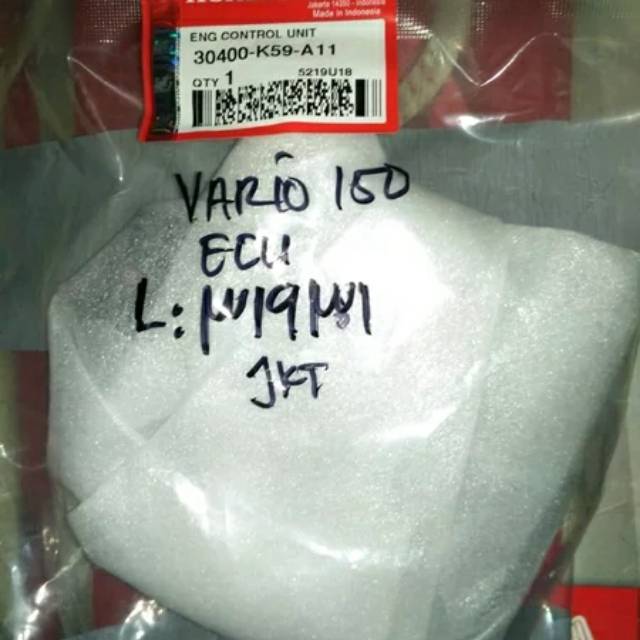 Jakarta 14350 - Indonesia
Made in Indonesia
ENG CONTROL UNIT
30400-K59-A11
QTY 1
5219U18
VARIO 150
ECU
JKT